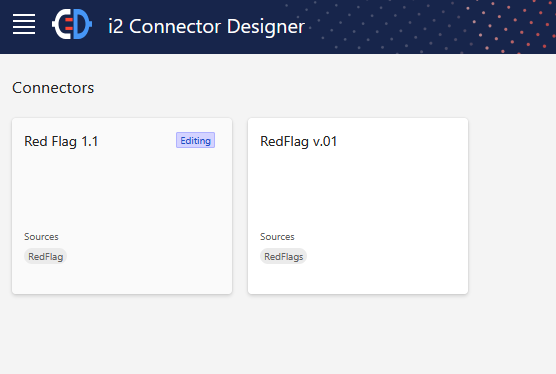 i2 Connector Designer
Connectors
Red Flag 1.1
Editing
Sources
RedFlag
RedFlag v.01
Sources
RedFlags